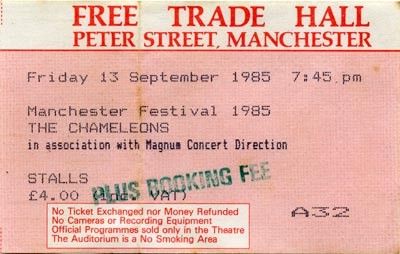 FREE TRADE HALL
PETER STREET, MANCHESTER
Friday 13 September 1985 7:45 pm
Manchester Festival 1985
THE CHAMELEONS
in association with Magnum Concert Direction
STALLS
PLUS BOOKING FEE
£4.00 (inc. VAT)
No Ticket Exchanged nor Money Refunded
No Cameras or Recording Equipment
Official Programmes sold only in the Theatre
The Auditorium is a No Smoking Area
A32